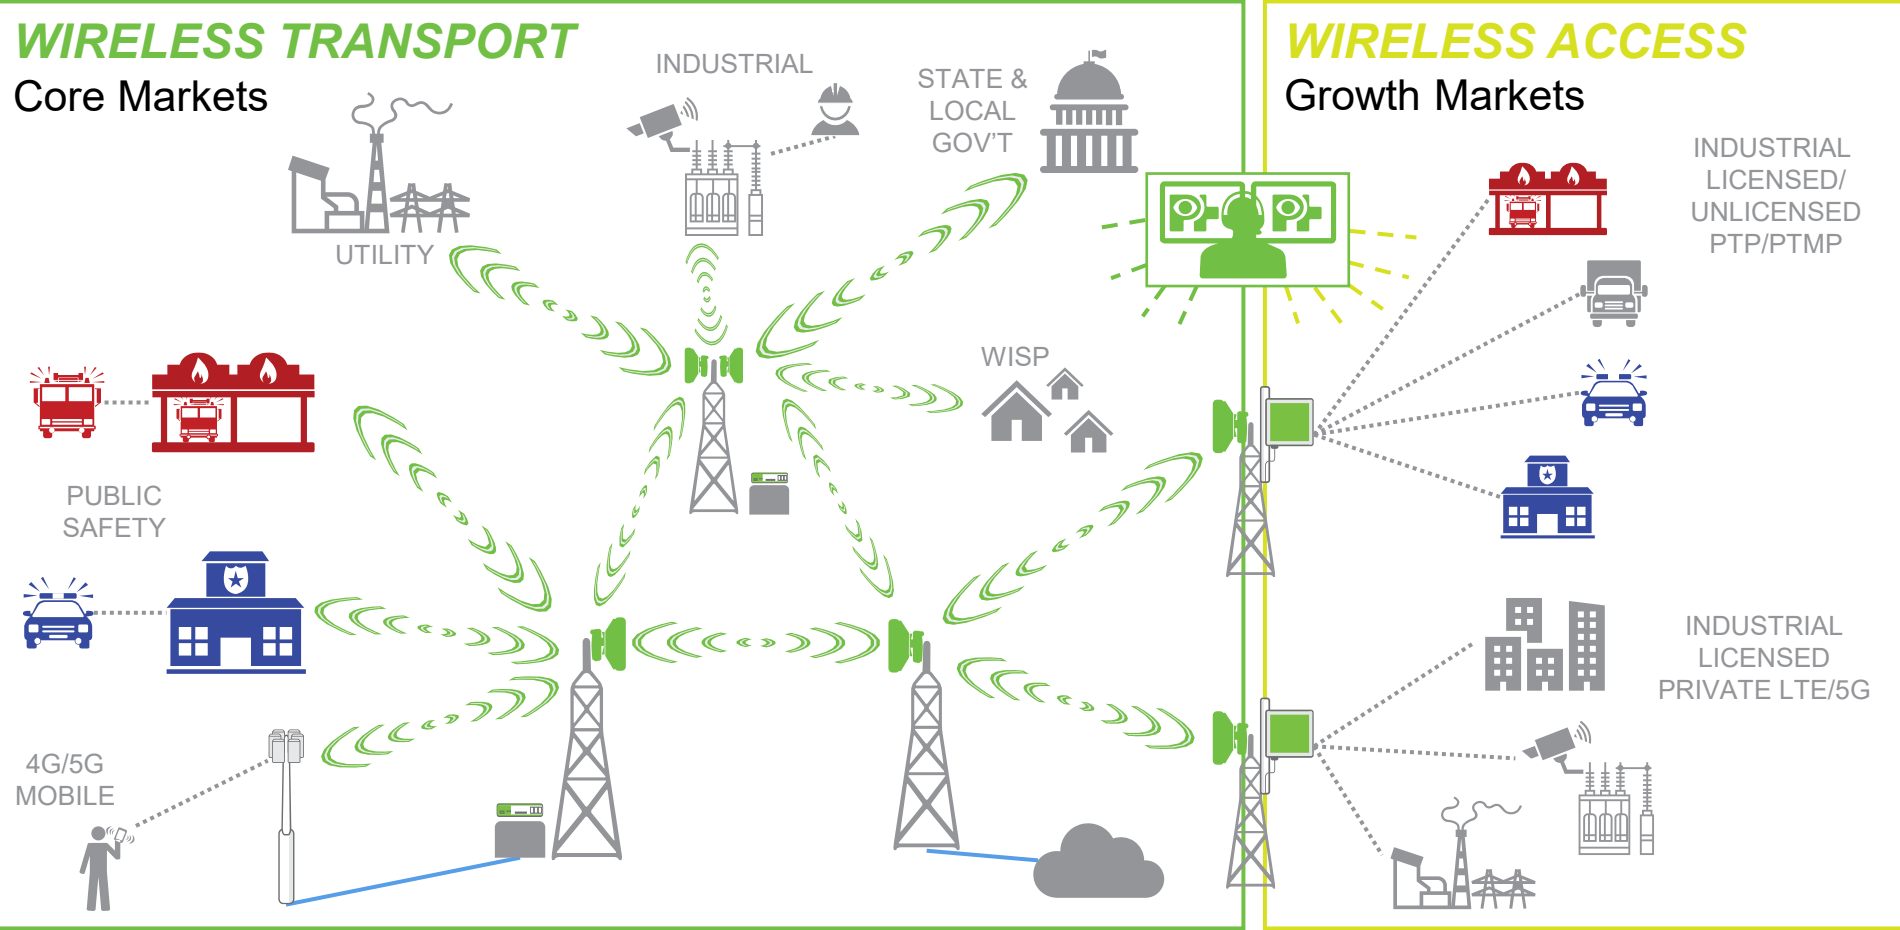 WIRELESS TRANSPORT
Core Markets
INDUSTRIAL
STATE &
LOCAL
GOV'T
UTILITY
WISP
PUBLIC
SAFETY
4G/5G
MOBILE
WIRELESS ACCESS
Growth Markets
INDUSTRIAL
LICENSED/
UNLICENSED
PTP/PTMP
INDUSTRIAL
LICENSED
PRIVATE LTE/5G